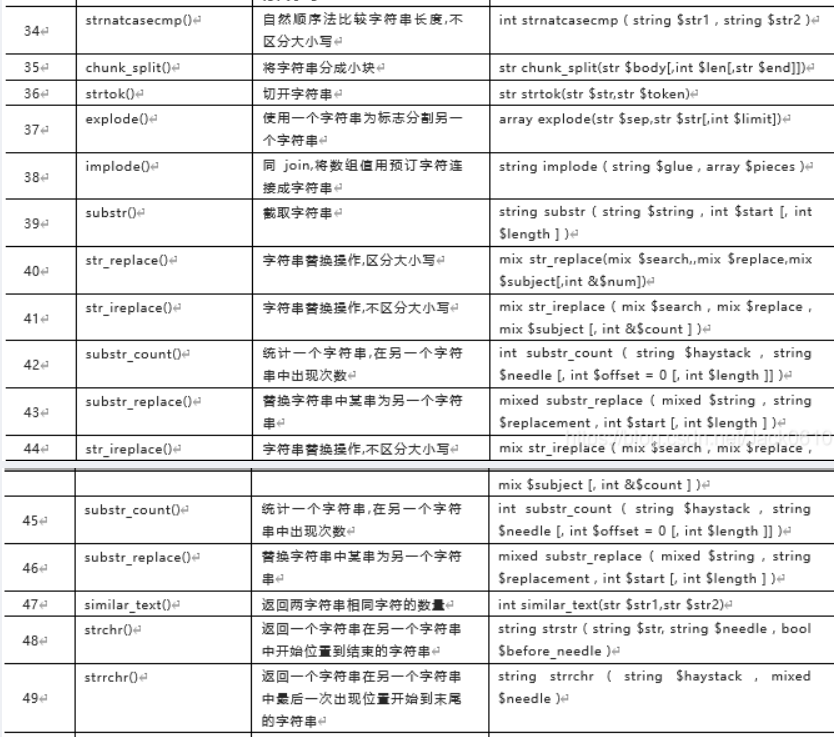 34 strnatcasecmp() 自然顺序法比较字符串长度,不 int strnatcasecmp ( string $str1 , string $str2 )
区分大小写
35 chunk_split() 将字符串分成小块 str chunk_split(str $body[,int $len[,str $end]])
36 strtok() 切开字符串 str strtok(str $str,str $token)
37 explode() 使用一个字符串为标志分割另一 array explode(str $sep,str $str[,int $limit])
个字符串
38 implode() 同 join,将数组值用预订字符连 string implode ( string $glue , array $pieces )
接成字符串
39 substr() 截取字符串 string substr ( string $string , int $start [, int
$length ] )
40 str_replace() 字符串替换操作,区分大小写 mix str_replace(mix $search,,mix $replace,mix
$subject[,int &$num])
41 str_ireplace() 字符串替换操作,不区分大小写 mix str_ireplace ( mix $search , mix $replace ,
mix $subject [, int &$count ] )
42 substr_count() 统计一个字符串,在另一个字符 int substr_count ( string $haystack , string
串中出现次数 $needle [, int $offset = 0 [, int $length ]] )
43 substr_replace() 替换字符串中某串为另一个字符 mixed substr_replace ( mixed $string , string
串 $replacement , int $start [, int $length ] )
44 str_ireplace() 字符串替换操作,不区分大小写 mix str_ireplace ( mix $search , mix $replace ,
mix $subject [, int &$count ] )
45 substr_count() 统计一个字符串,在另一个字符 int substr_count ( string $haystack , string
串中出现次数 $needle [, int $offset = 0 [, int $length ]] )
46 substr_replace() 替换字符串中某串为另一个字符 mixed substr_replace ( mixed $string , string
串 $replacement , int $start [, int $length ] )
47 similar_text() 返回两字符串相同字符的数量 int similar_text(str $str1,str $str2)
48 strchr() 返回一个字符串在另一个字符串 string strstr ( string $str, string $needle , bool
中开始位置到结束的字符串 $before_needle )
49 strrchr() 返回一个字符串在另一个字符串 string strrchr ( string $haystack , mixed
中最后一次出现位置开始到末尾 $needle )
的字符串